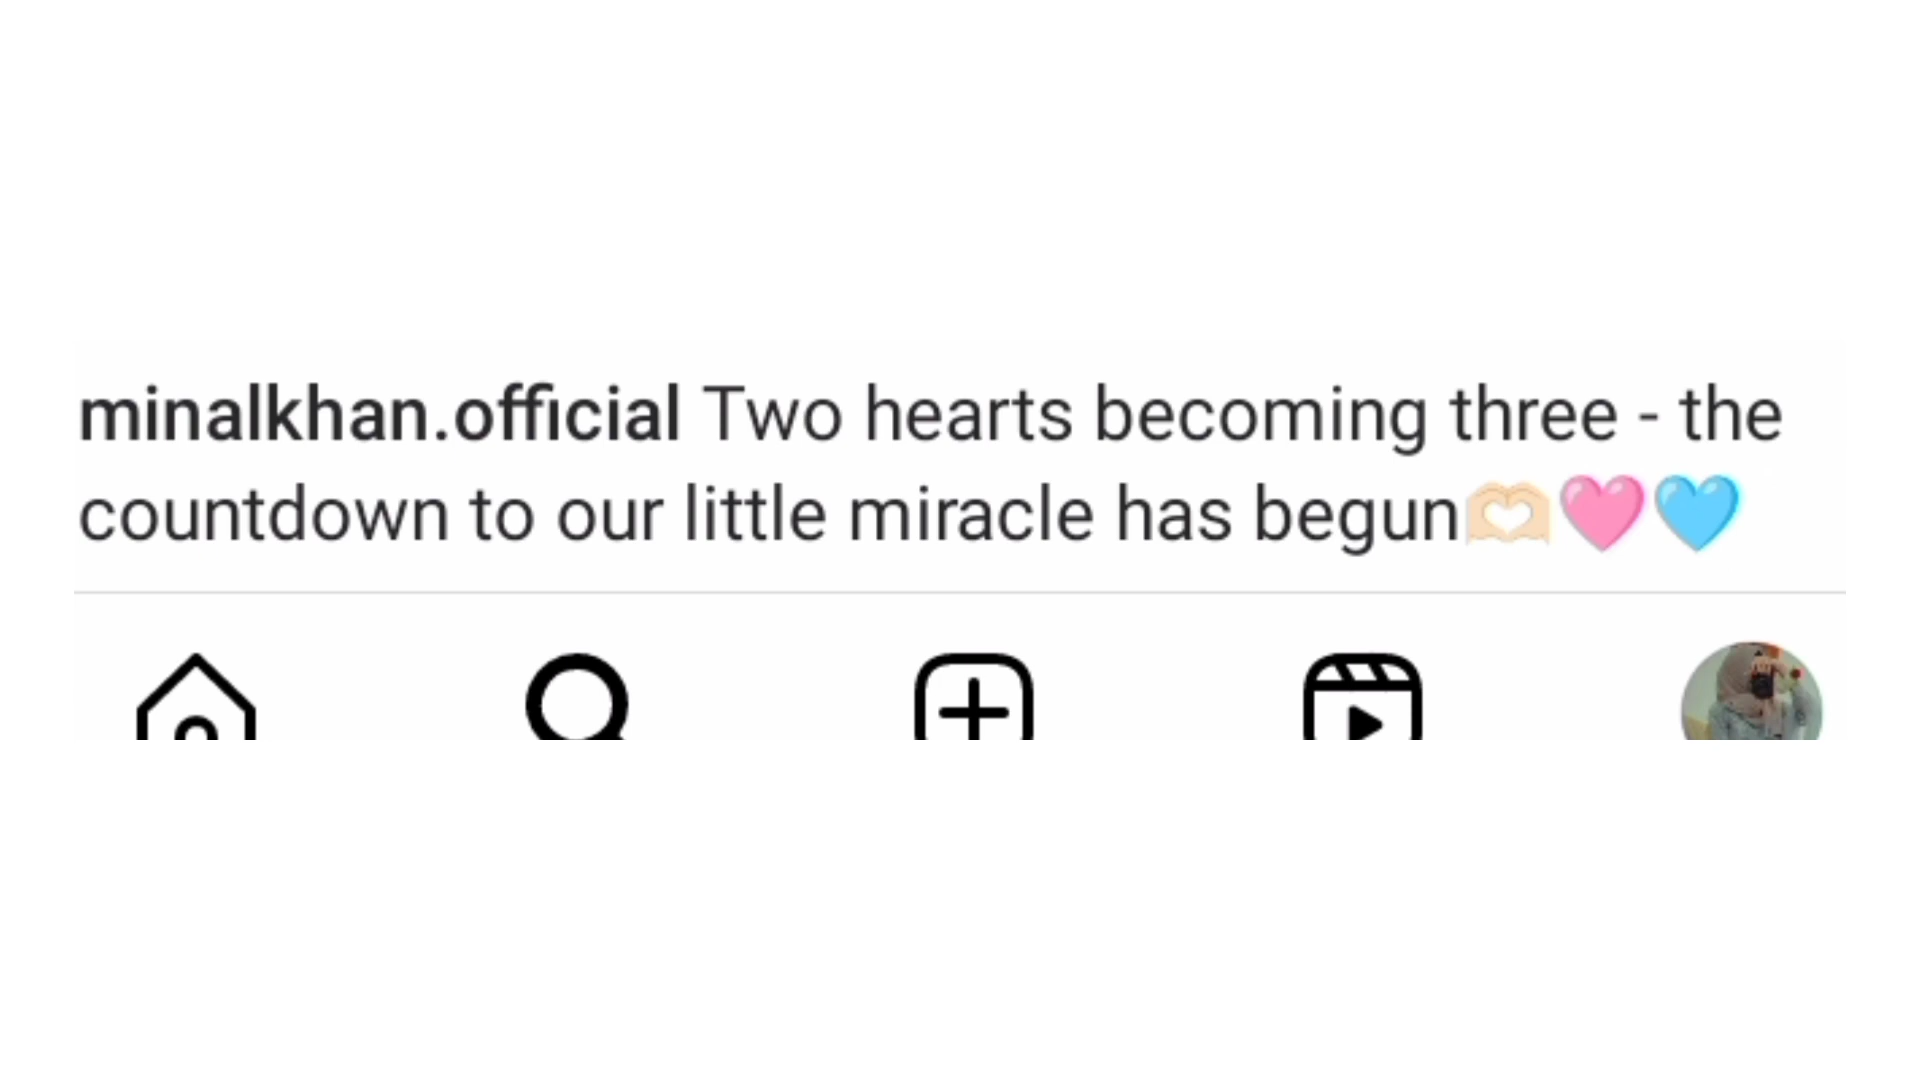 minalkhan.official Two hearts becoming three - the
countdown to our little miracle has begun🫶🏻🩷🩵